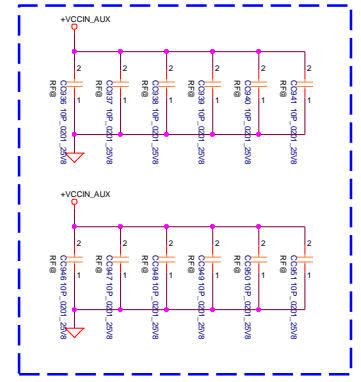 +VCCIN_AUX
2
2
2
2
2
2
1
1
1
1
1
1
CC936 10P_0201_25V8
RF@
CC937 10P_0201_25V8
RF@
CC938 10P_0201_25V8
RF@
CC939 10P_0201_25V8
RF@
CC940 10P_0201_25V8
RF@
CC941 10P_0201_25V8
RF@
+VCCIN_AUX
2
2
2
2
2
2
1
1
1
1
1
1
CC946 10P_0201_25V8
RF@
CC947 10P_0201_25V8
RF@
CC948 10P_0201_25V8
RF@
CC949 10P_0201_25V8
RF@
CC950 10P_0201_25V8
RF@
CC951 10P_0201_25V8
RF@